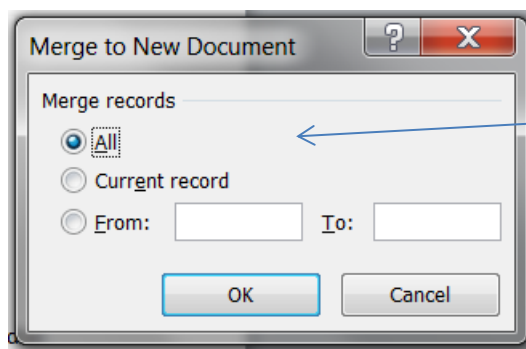 Merge to New Document
?
X
Merge records
All
Current record
From: To:
OK Cancel